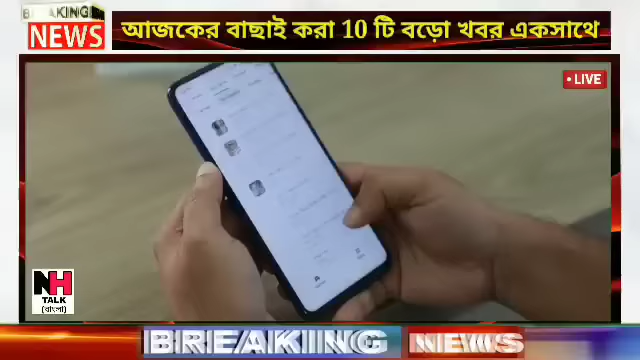 BREAKING
NEWS
আজকের বাছাই করা 10 টি বড়ো খবর একসাথে
LIVE
NH
TALK
(বাংলা)
BREAKING NEWS